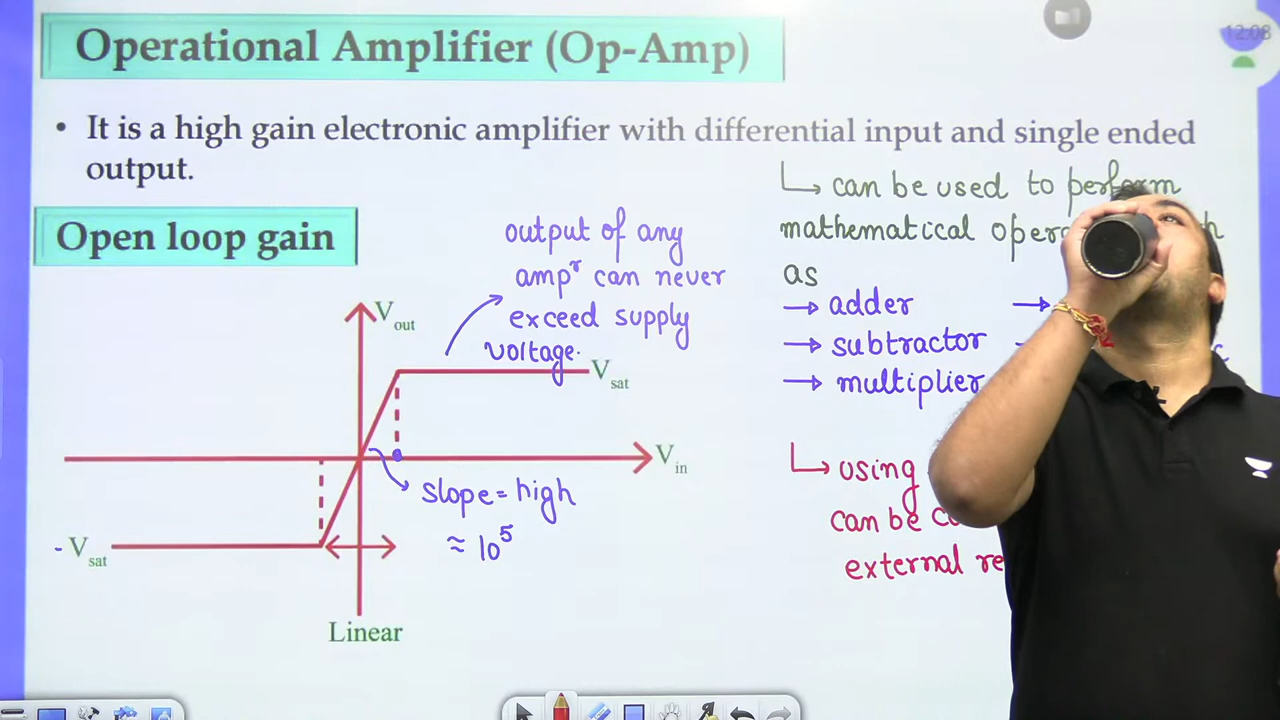 Operational Amplifier (Op-Amp)
12:08
• It is a high gain electronic amplifier with differential input and single ended
output.
↳ can be used to perform
mathematical
as
→ adder →
→ subtractor
→ multiplier
Open loop gain
output of any
ampʳ can never
exceed supply
voltage.
Vout
Vsat
Vin
slope = high
≈ 10⁵
-Vsat
Linear
↳ using
can be
external